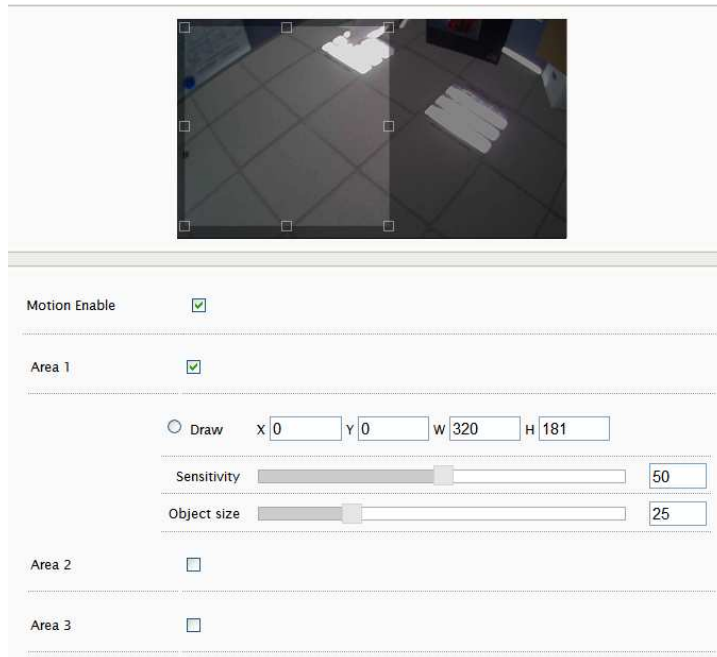 Motion Enable
Area 1
Draw X 0 Y 0 W 320 H 181
Sensitivity 50
Object size 25
Area 2
Area 3